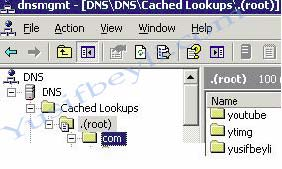 dnsmgmt - [DNS\DNS\Cached Lookups\.(root)]
File Action View Window Help
DNS
DNS
Cached Lookups
.(root)
com
.(root) 100
Name
youtube
ytimg
yusifbeyli
Yusifbeyli.com